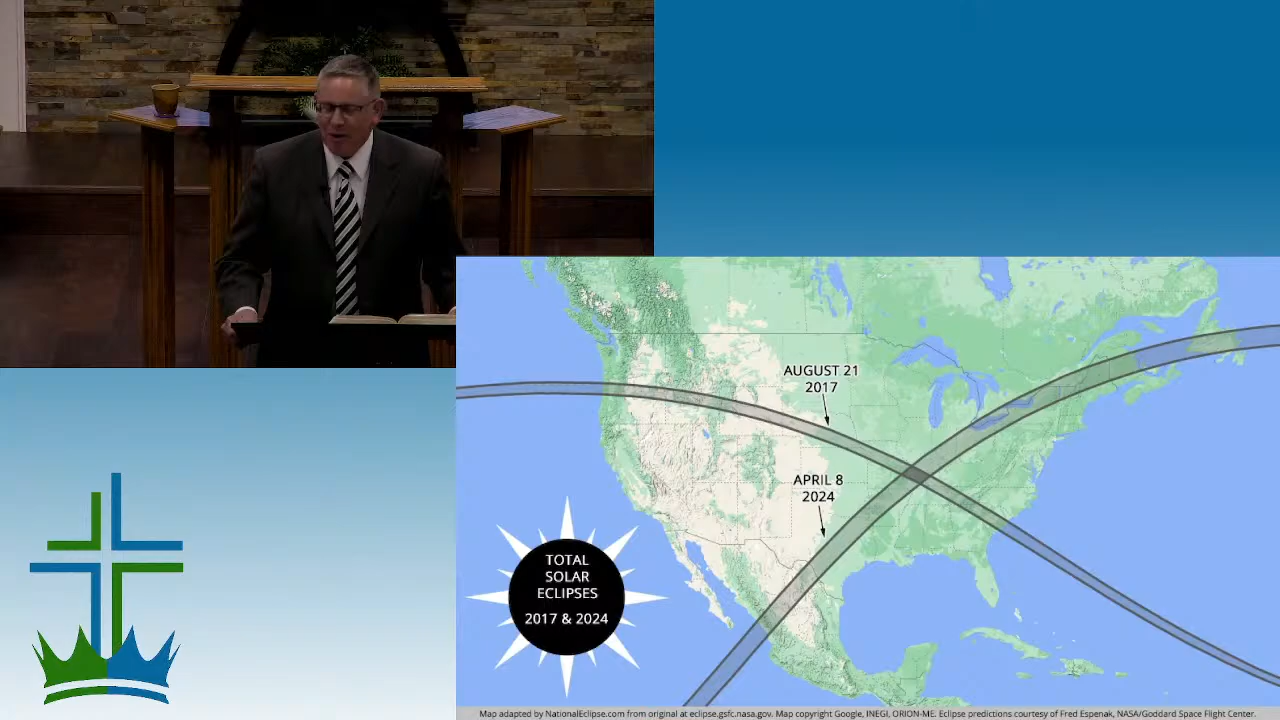 AUGUST 21
2017
APRIL 8
2024
TOTAL
SOLAR
ECLIPSES
2017 & 2024
Map adapted by NationalEclipse.com from original at eclipse.gsfc.nasa.gov. Map copyright Google, INEGI, ORION-ME. Eclipse predictions courtesy of Fred Espenak, NASA/Goddard Space Flight Center.